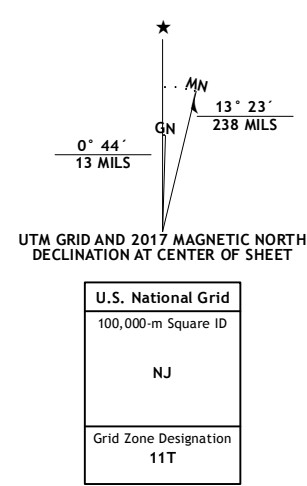 ★
MN
GN
13° 23´
238 MILS
0° 44´
13 MILS
UTM GRID AND 2017 MAGNETIC NORTH
DECLINATION AT CENTER OF SHEET
U.S. National Grid
100,000-m Square ID
NJ
Grid Zone Designation
11T